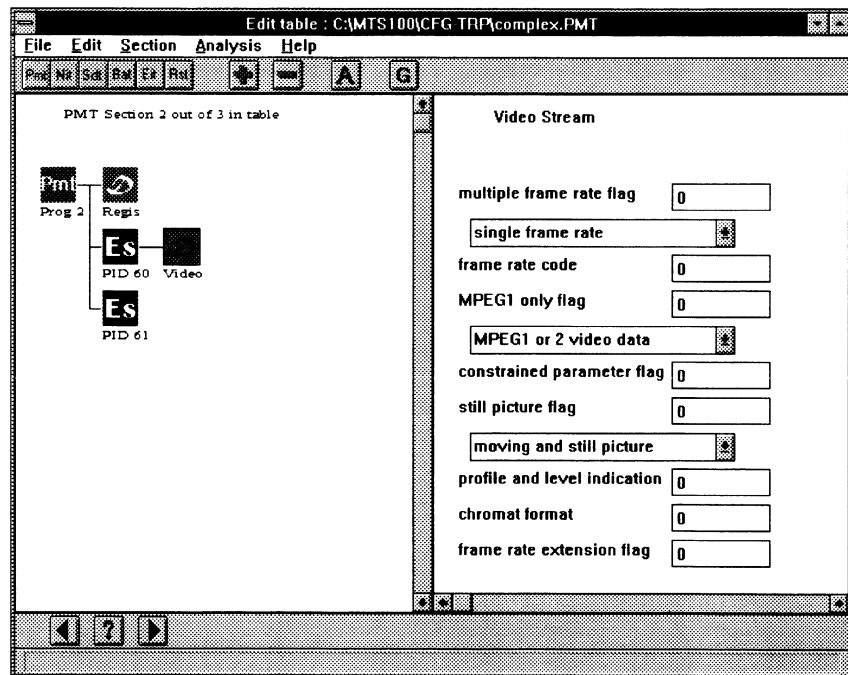 Edit table : C:\MTS100\CFG-TRP\complex.PMT
File Edit Section Analysis Help
Pmt Nit Sdt Bat Eit Rst A G
PMT Section 2 out of 3 in table
Pmt
Prog 2 Regis
Es
PID 60 Video
Es
PID 61
Video Stream
multiple frame rate flag 0
single frame rate
frame rate code 0
MPEG1 only flag 0
MPEG1 or 2 video data
constrained parameter flag 0
still picture flag 0
moving and still picture
profile and level indication 0
chromat format 0
frame rate extension flag 0
?